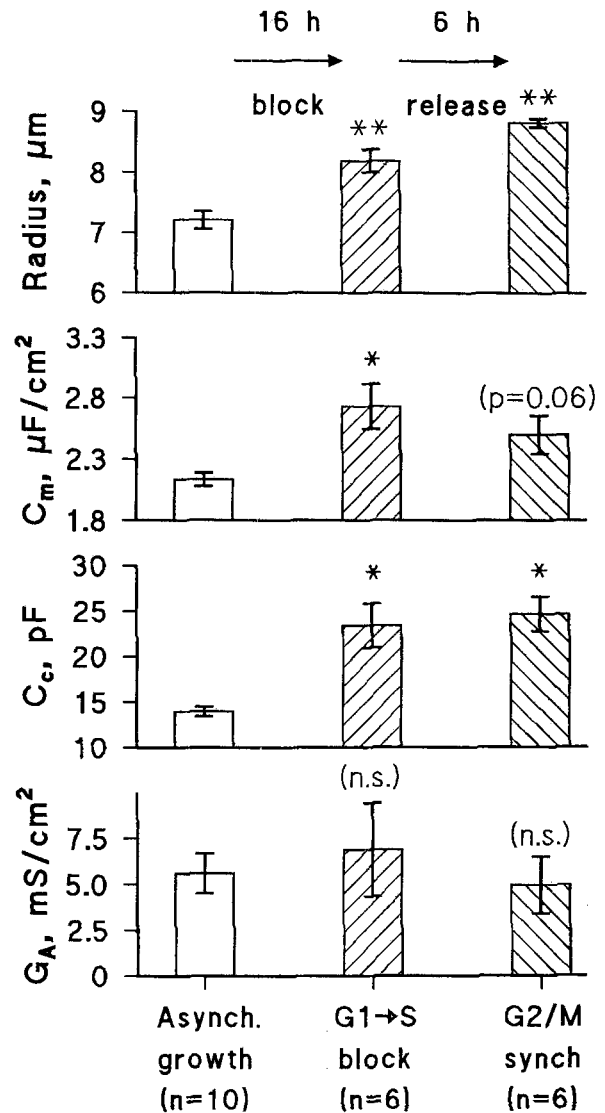 16 h
6 h
block
release
Radius, µm
9
8
7
6
**
**
Cm, µF/cm²
3.3
2.8
2.3
1.8
*
(p=0.06)
Cc, pF
30
25
20
15
10
*
*
GA, mS/cm²
7.5
5.0
2.5
0
(n.s.)
(n.s.)
Asynch.
growth
(n=10)
G1→S
block
(n=6)
G2/M
synch
(n=6)